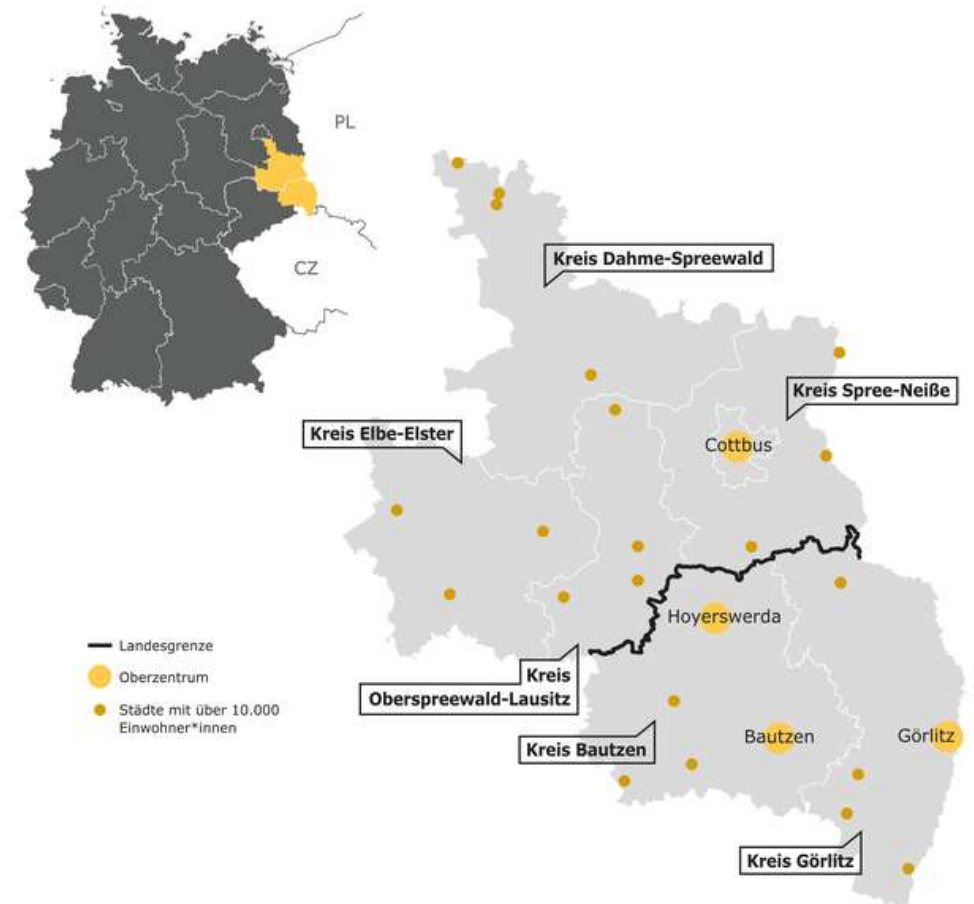 PL
CZ
Kreis Dahme-Spreewald
Kreis Spree-Neiße
Kreis Elbe-Elster
Cottbus
Hoyerswerda
Landesgrenze
Oberzentrum
Städte mit über 10.000
Einwohner*innen
Kreis
Oberspreewald-Lausitz
Kreis Bautzen
Bautzen
Görlitz
Kreis Görlitz